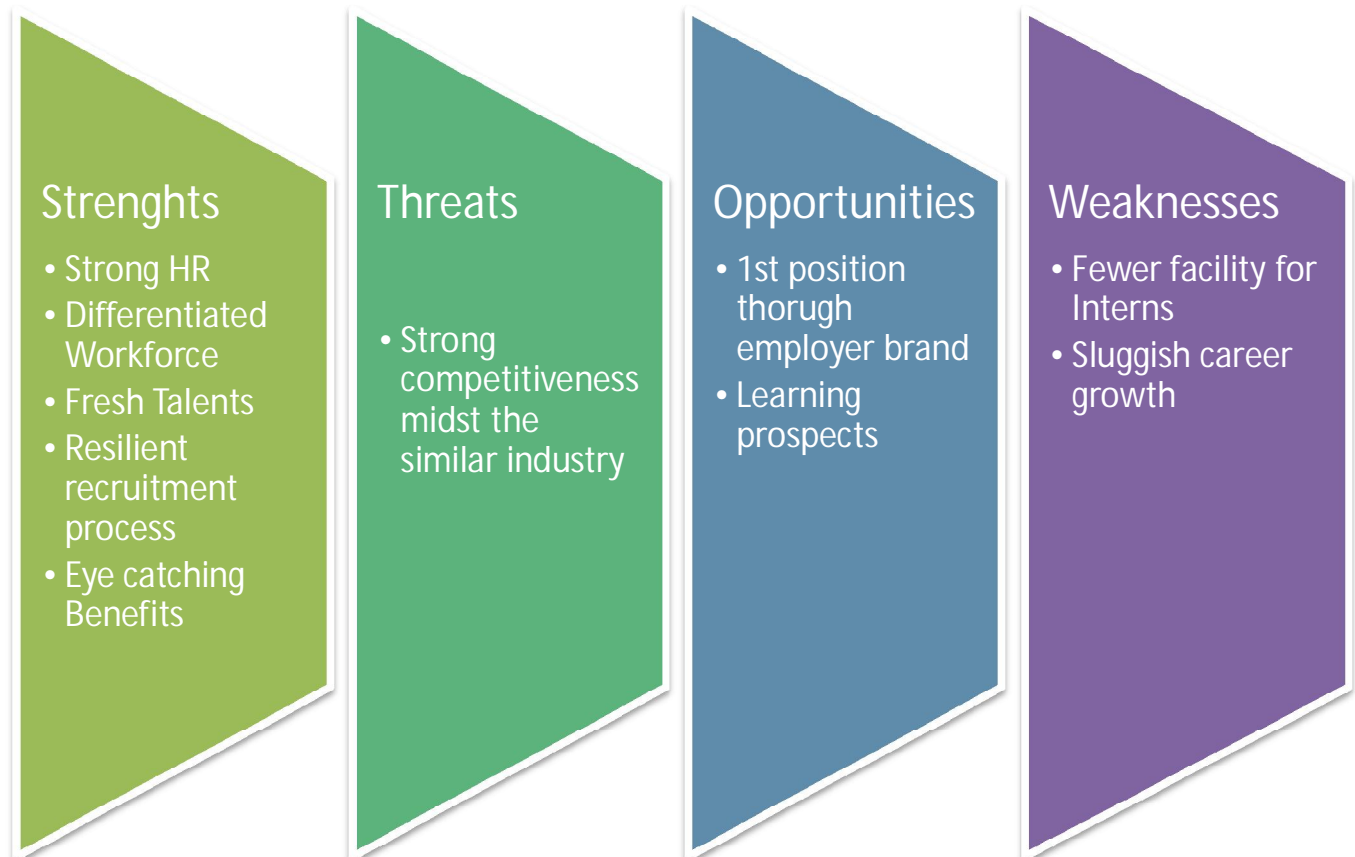 Strenghts
• Strong HR
• Differentiated
Workforce
• Fresh Talents
• Resilient
recruitment
process
• Eye catching
Benefits
Threats
• Strong
competitiveness
midst the
similar industry
Opportunities
• 1st position
thorugh
employer brand
• Learning
prospects
Weaknesses
• Fewer facility for
Interns
• Sluggish career
growth